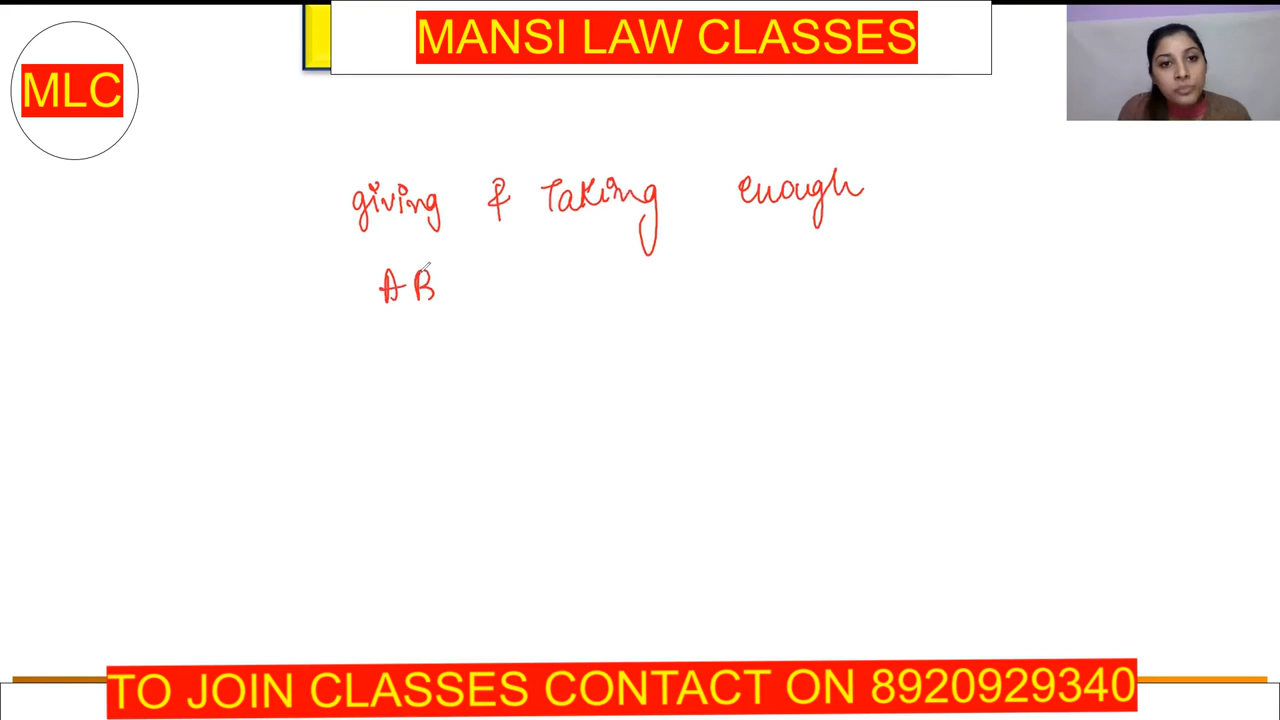 MANSI LAW CLASSES
MLC
giving & Taking enough
A B
TO JOIN CLASSES CONTACT ON 8920929340